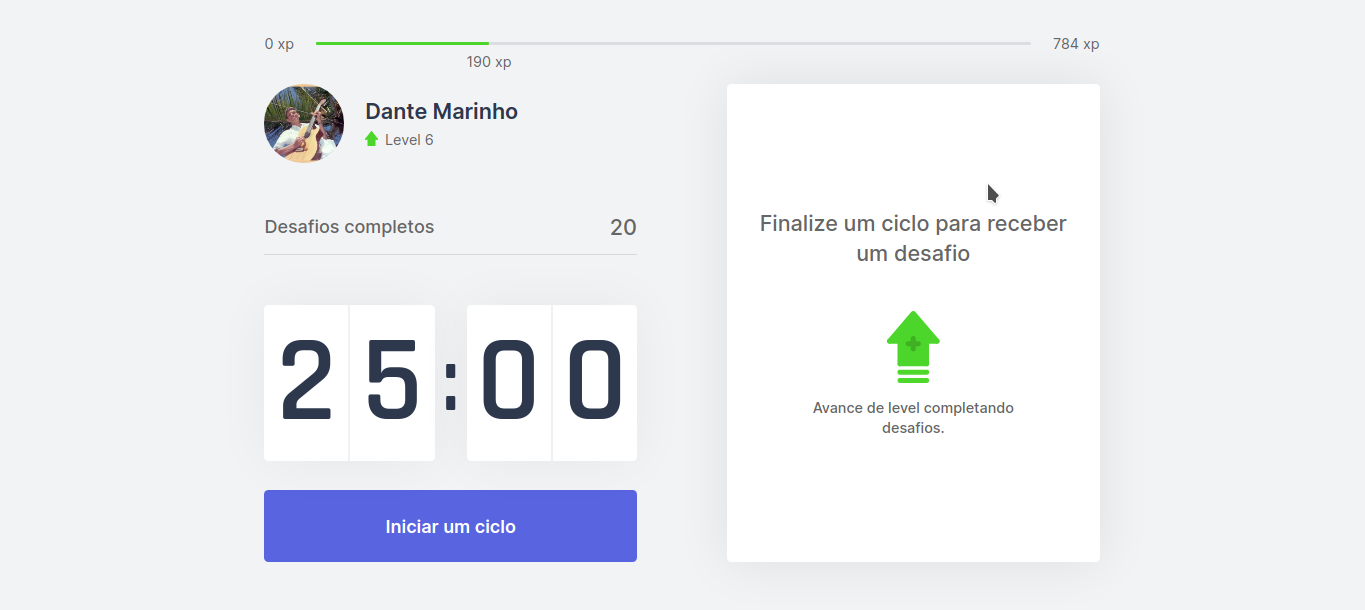 0 xp
784 xp
190 xp
Dante Marinho
Level 6
Desafios completos 20
25:00
Iniciar um ciclo
Finalize um ciclo para receber
um desafio
Avance de level completando
desafios.